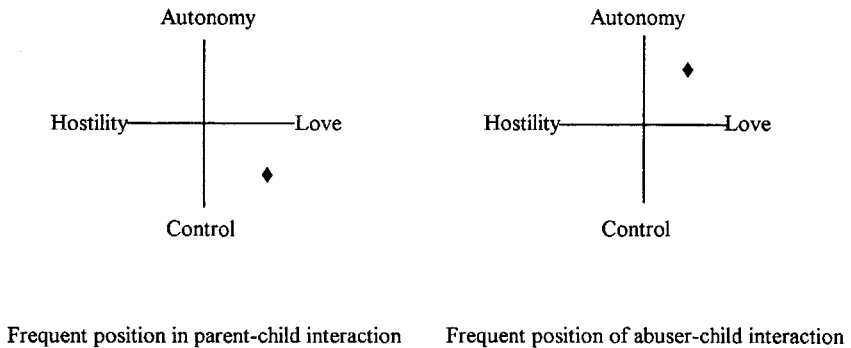 Autonomy
Autonomy
Hostility
Love
Hostility
Love
Control
Control
Frequent position in parent-child interaction
Frequent position of abuser-child interaction